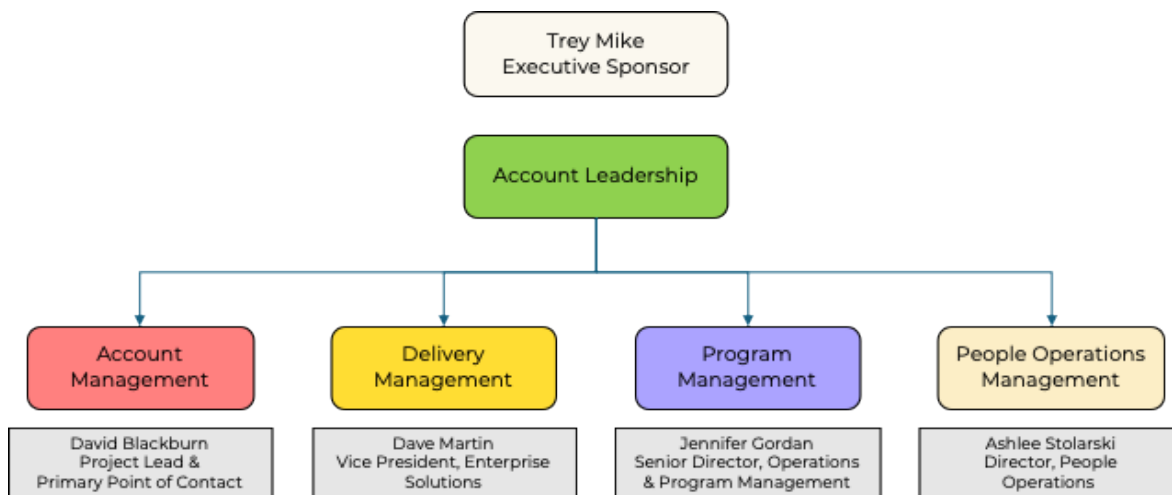 Trey Mike
Executive Sponsor
Account Leadership
Account
Management
Delivery
Management
Program
Management
People Operations
Management
David Blackburn
Project Lead &
Primary Point of Contact
Dave Martin
Vice President, Enterprise
Solutions
Jennifer Gordan
Senior Director, Operations
& Program Management
Ashlee Stolarski
Director, People
Operations